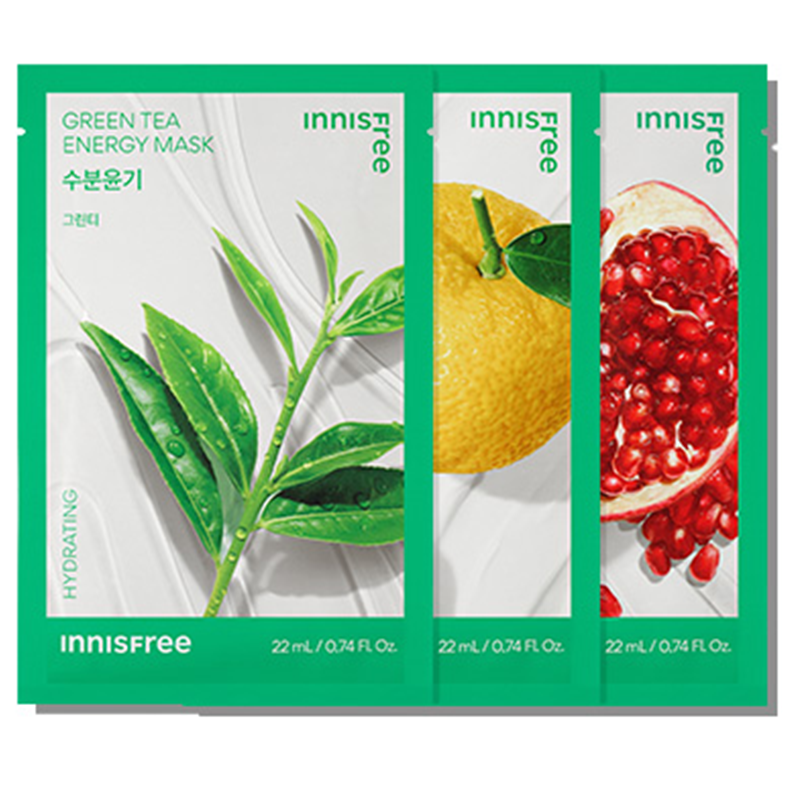 GREEN TEA
ENERGY MASK
수분윤기
그린티
HYDRATING
innisfree
innisfree
22 mL / 0.74 FL. Oz.
innisfree
22 mL / 0.74 FL. Oz.
innisfree
22 mL / 0.74 FL. Oz.